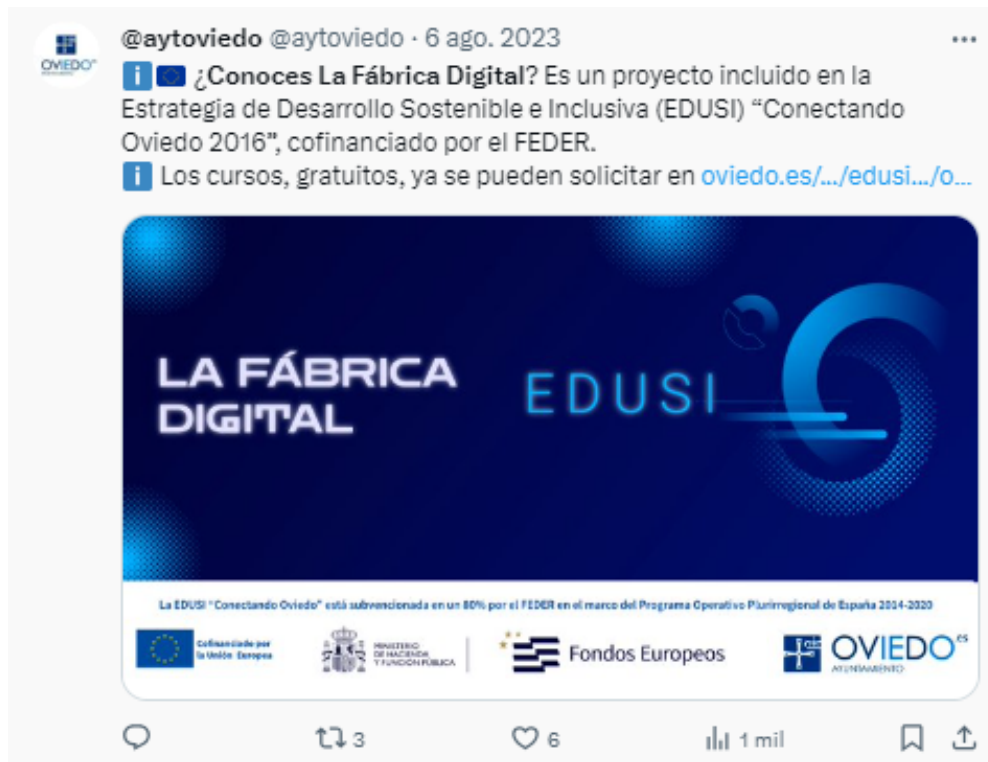 @aytoviedo @aytoviedo · 6 ago. 2023
¿Conoces La Fábrica Digital? Es un proyecto incluido en la
Estrategia de Desarrollo Sostenible e Inclusiva (EDUSI) “Conectando
Oviedo 2016”, cofinanciado por el FEDER.
Los cursos, gratuitos, ya se pueden solicitar en oviedo.es/.../edusi.../o...
LA FÁBRICA
DIGITAL
EDUSI
La EDUSI "Conectando Oviedo" está subvencionada en un 80% por el FEDER en el marco del Programa Operativo Plurirregional de España 2014-2020
Cofinanciado por
la Unión Europea
MINISTERIO
DE HACIENDA
Y FUNCIÓN PÚBLICA
Fondos Europeos
OVIEDO.es
AYUNTAMIENTO
3
6
1 mil